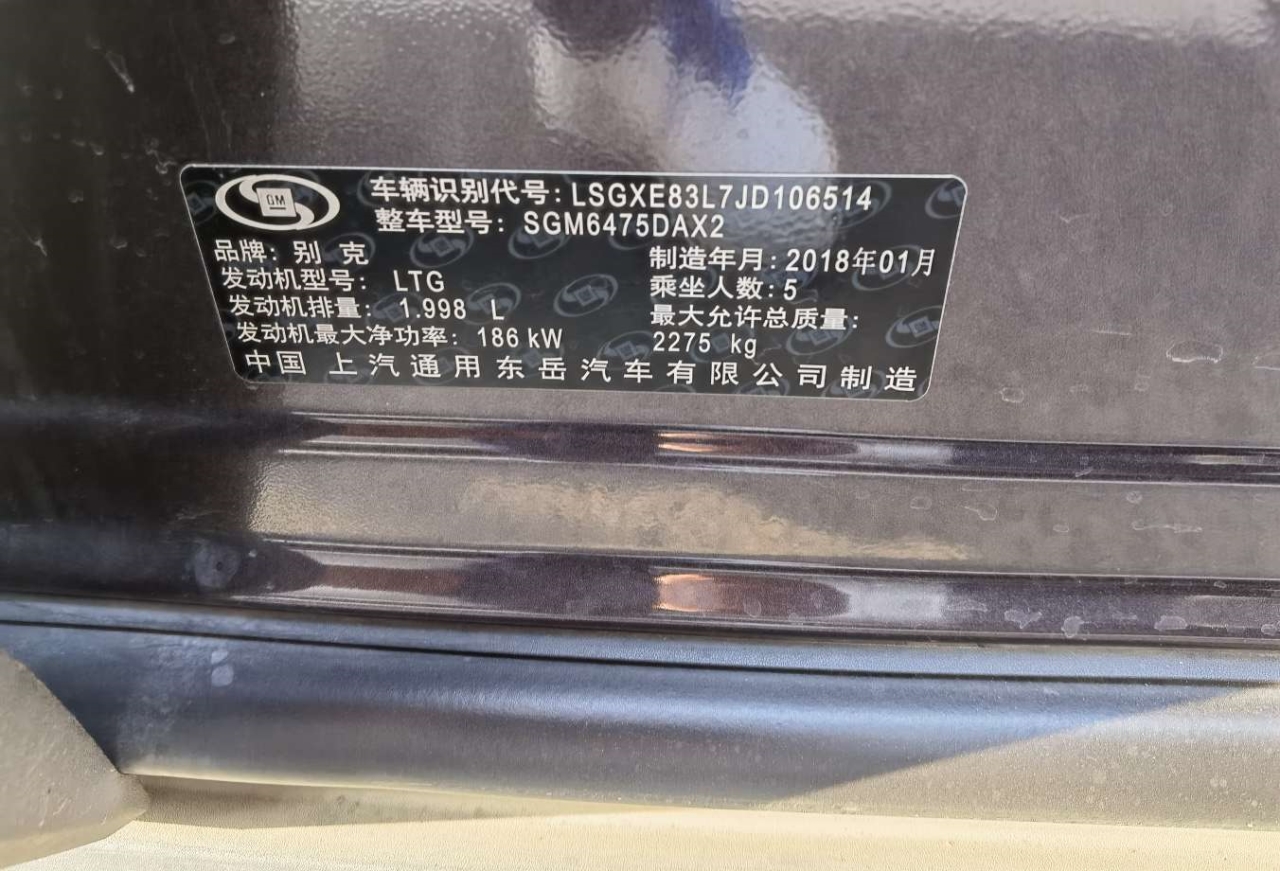 GM
车辆识别代号: LSGXE83L7JD106514
整车型号: SGM6475DAX2
品牌: 别 克
制造年月: 2018年01月
发动机型号: LTG
乘坐人数: 5
发动机排量: 1.998 L
最大允许总质量:
发动机最大净功率: 186 kW
2275 kg
中国 上汽通用东岳汽车有限公司制造